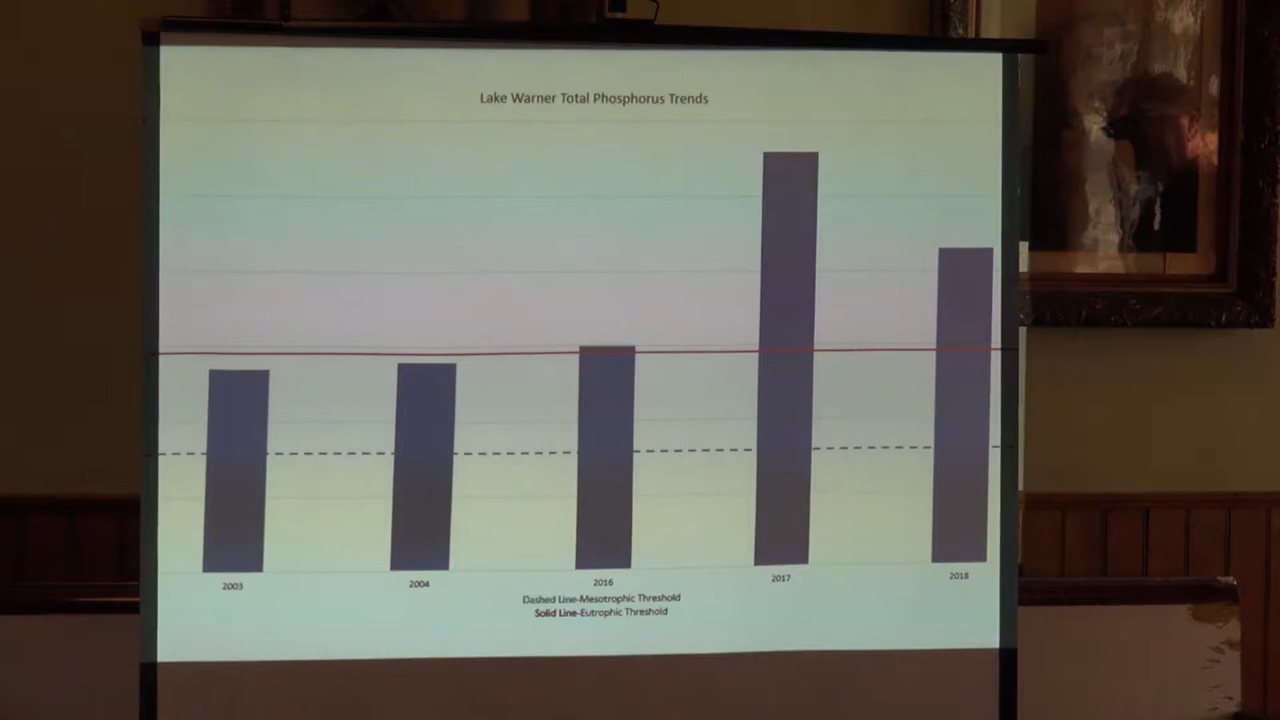 Lake Warner Total Phosphorus Trends
2003
2004
2016
2017
2018
Dashed Line-Mesotrophic Threshold
Solid Line-Eutrophic Threshold